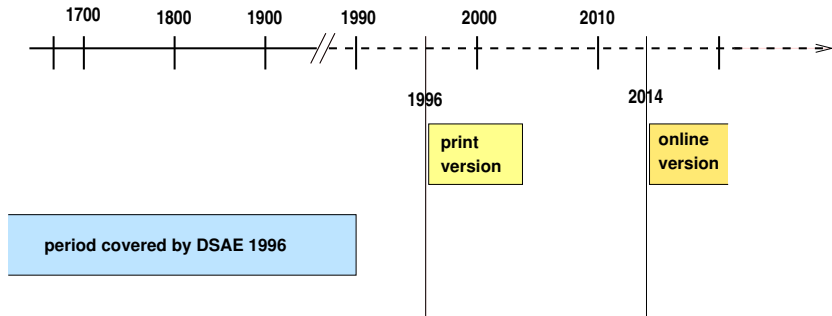 1700
1800
1900
1990
2000
2010
1996
2014
print
version
online
version
period covered by DSAE 1996